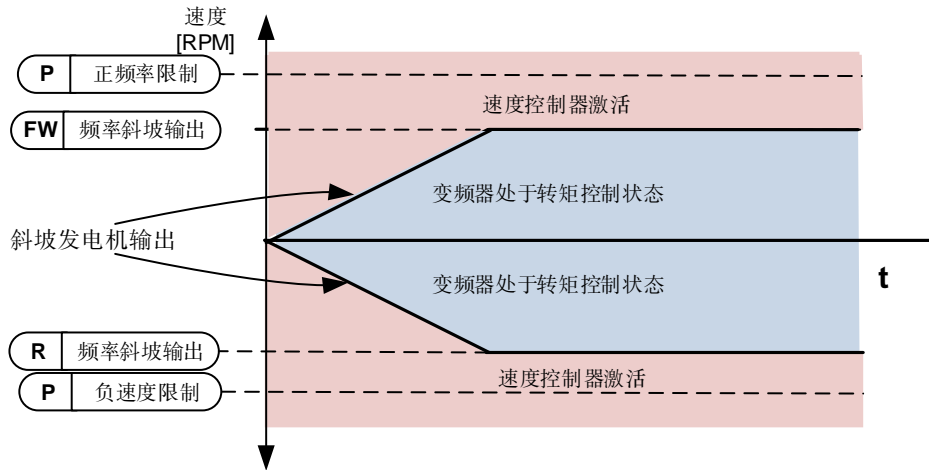 速度
[RPM]
P 正频率限制
速度控制器激活
FW 频率斜坡输出
变频器处于转矩控制状态
斜坡发电机输出
变频器处于转矩控制状态
t
R 频率斜坡输出
速度控制器激活
P 负速度限制